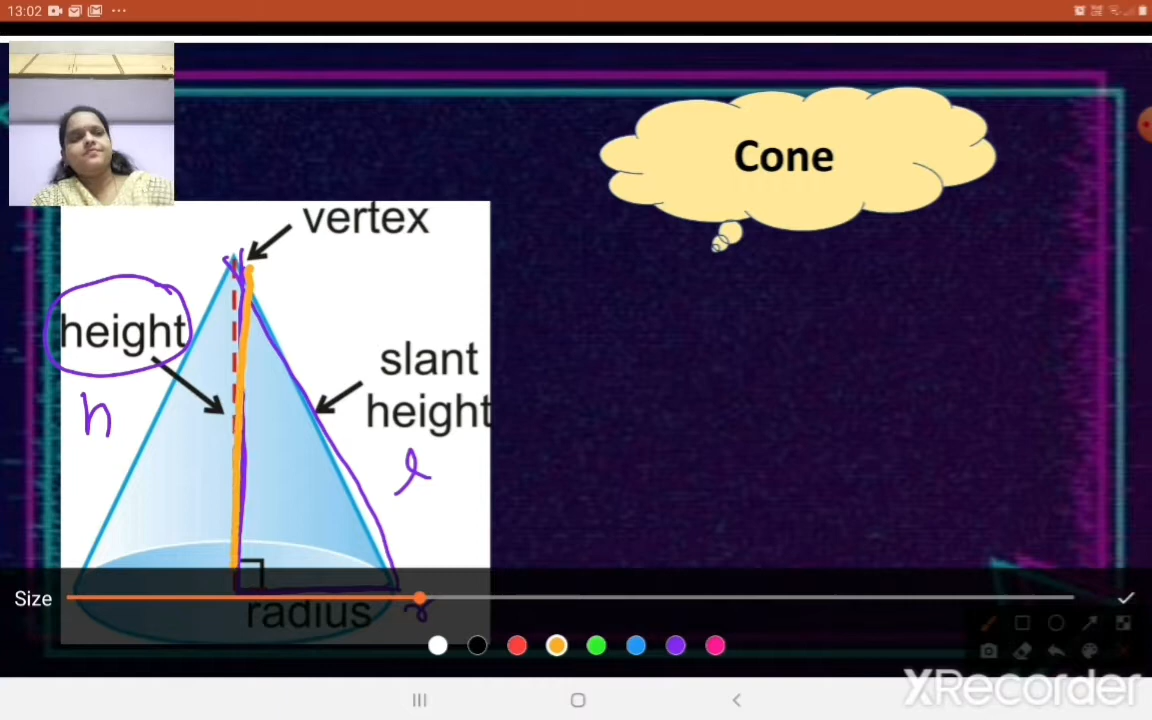 13:02
Cone
vertex
height
slant
height
h
l
radius
r
Size
XRecorder